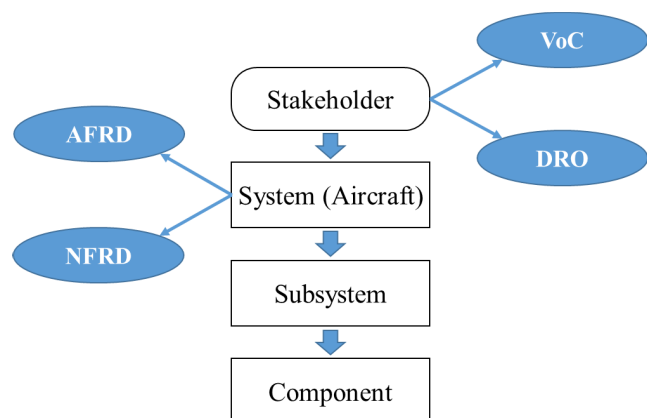 VoC
Stakeholder
AFRD
DRO
System (Aircraft)
NFRD
Subsystem
Component